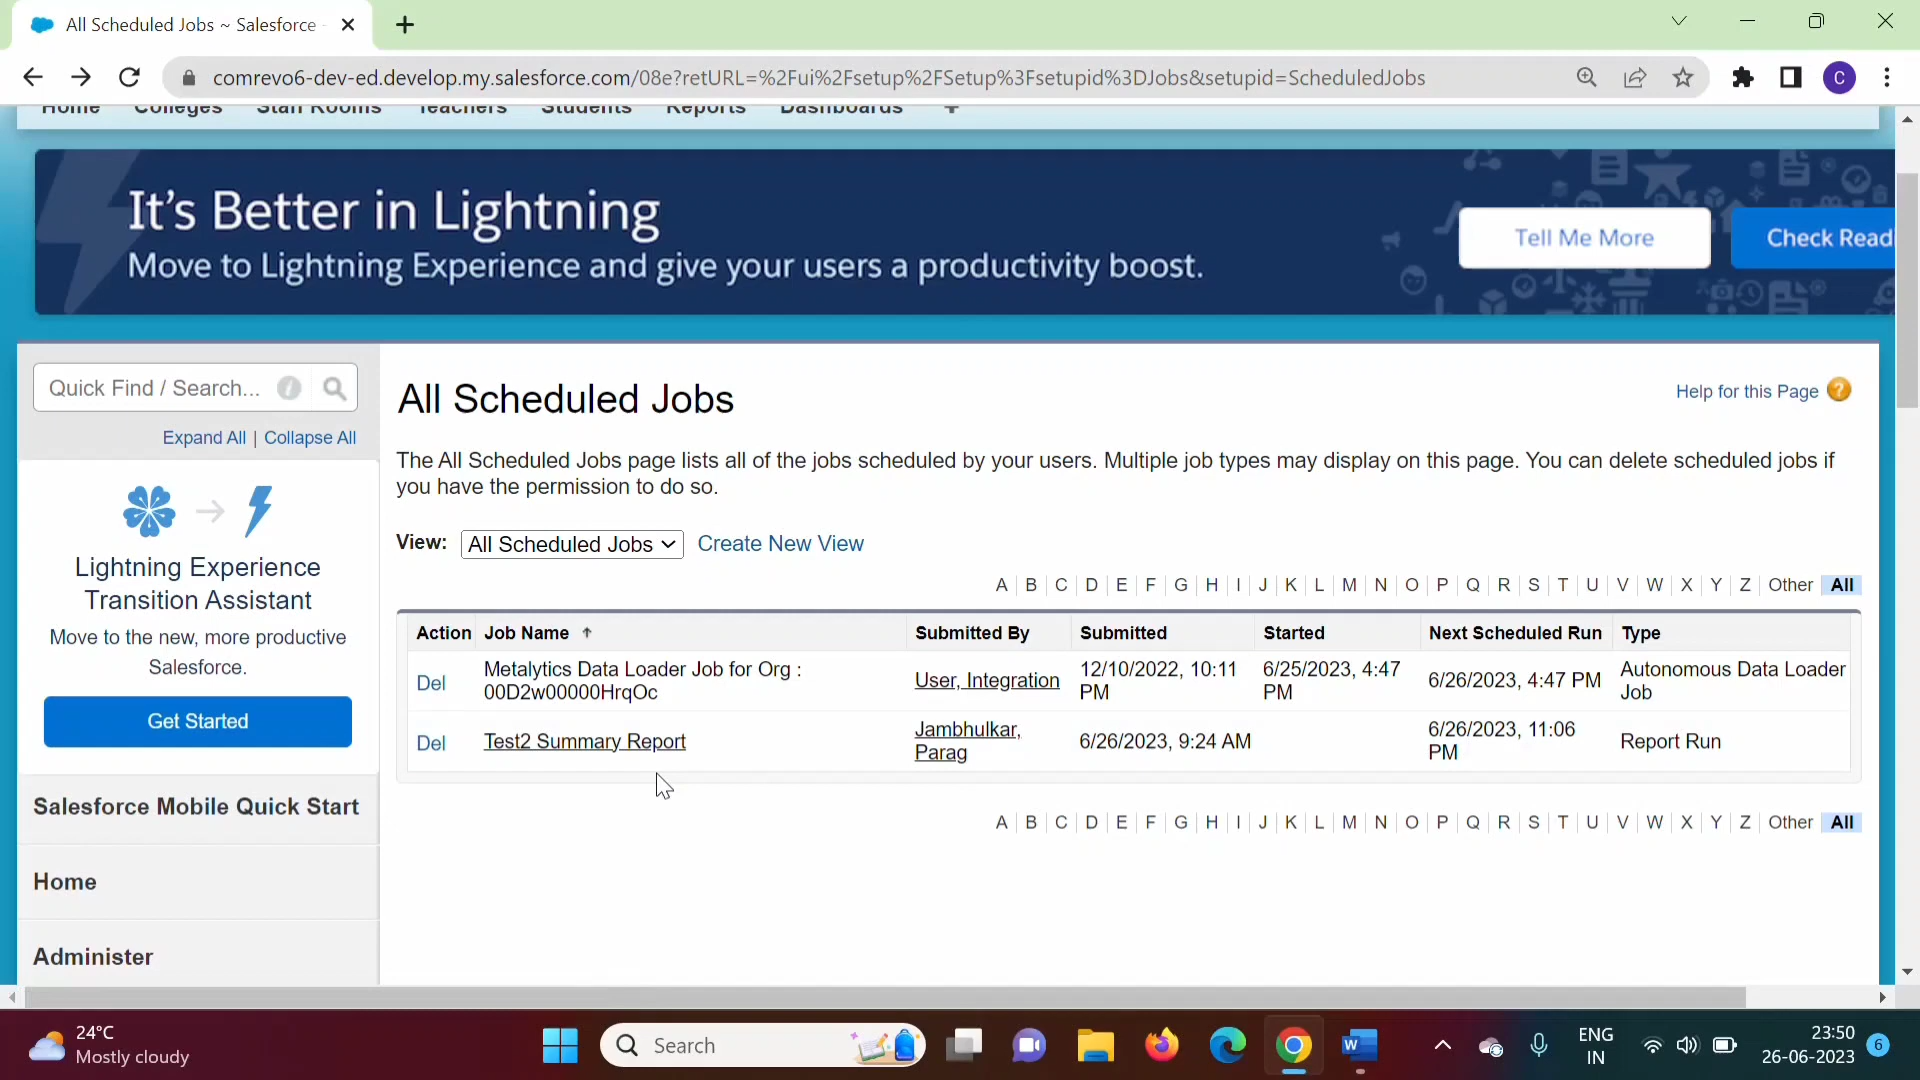 All Scheduled Jobs ~ Salesforce
comrevo6-dev-ed.develop.my.salesforce.com/08e?retURL=%2Fui%2Fsetup%2FSetup%3Fsetupid%3DJobs&setupid=ScheduledJobs
C
Home Colleges Staff Rooms Teachers Students Reports Dashboards +
It's Better in Lightning
Move to Lightning Experience and give your users a productivity boost.
Tell Me More
Check Read
Quick Find / Search...
Expand All | Collapse All
Lightning Experience
Transition Assistant
Move to the new, more productive
Salesforce.
Get Started
Salesforce Mobile Quick Start
Home
Administer
All Scheduled Jobs
Help for this Page ?
The All Scheduled Jobs page lists all of the jobs scheduled by your users. Multiple job types may display on this page. You can delete scheduled jobs if
you have the permission to do so.
View: All Scheduled Jobs Create New View
A | B | C | D | E | F | G | H | I | J | K | L | M | N | O | P | Q | R | S | T | U | V | W | X | Y | Z | Other | All
Action Job Name ↑ Submitted By Submitted Started Next Scheduled Run Type
Del Metalytics Data Loader Job for Org : 00D2w00000HrqOc User, Integration 12/10/2022, 10:11 PM 6/25/2023, 4:47 PM 6/26/2023, 4:47 PM Autonomous Data Loader Job
Del Test2 Summary Report Jambhulkar, Parag 6/26/2023, 9:24 AM 6/26/2023, 11:06 PM Report Run
A | B | C | D | E | F | G | H | I | J | K | L | M | N | O | P | Q | R | S | T | U | V | W | X | Y | Z | Other | All
24°C
Mostly cloudy
Search
W
ENG
IN
23:50
26-06-2023
6